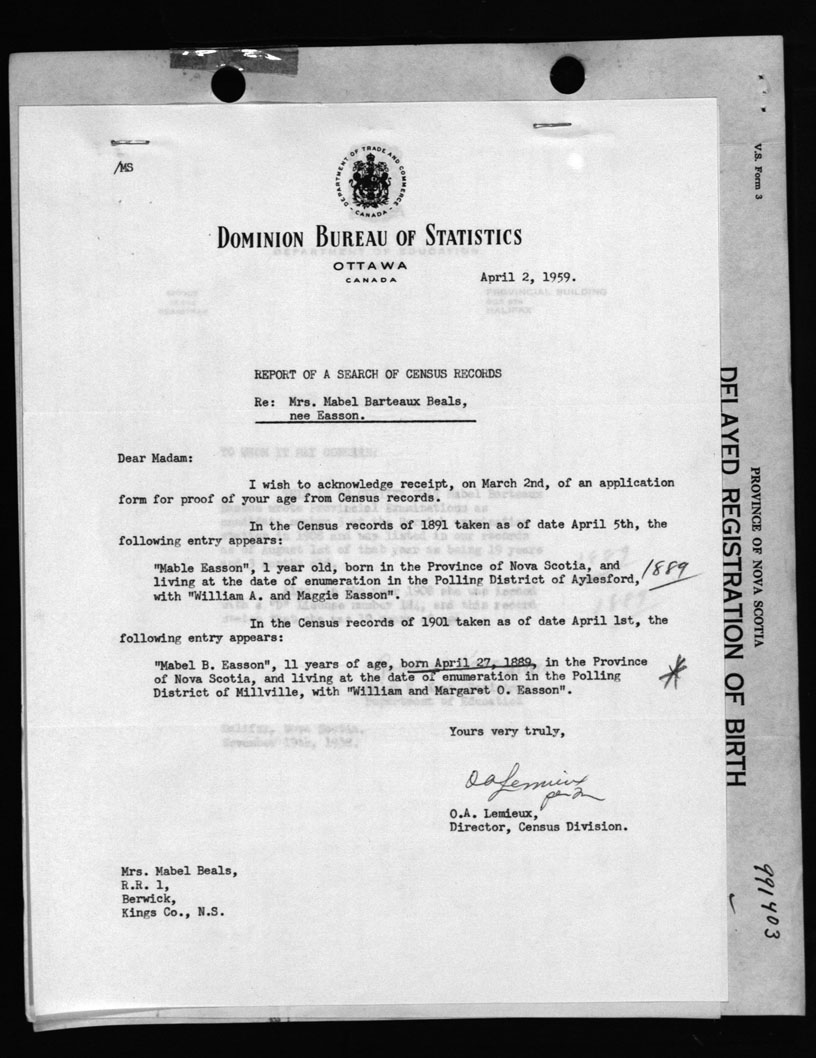 /MS
DEPARTMENT OF TRADE AND COMMERCE
- CANADA -
DOMINION BUREAU OF STATISTICS
OTTAWA
CANADA
April 2, 1959.
REPORT OF A SEARCH OF CENSUS RECORDS
Re: Mrs. Mabel Barteaux Beals,
nee Easson.
Dear Madam:
I wish to acknowledge receipt, on March 2nd, of an application
form for proof of your age from Census records.
In the Census records of 1891 taken as of date April 5th, the
following entry appears:
"Mable Easson", 1 year old, born in the Province of Nova Scotia, and
living at the date of enumeration in the Polling District of Aylesford, 1889
with "William A. and Maggie Easson".
In the Census records of 1901 taken as of date April 1st, the
following entry appears:
"Mabel B. Easson", 11 years of age, born April 27, 1889, in the Province
of Nova Scotia, and living at the date of enumeration in the Polling *
District of Millville, with "William and Margaret O. Easson".
Yours very truly,
O A Lemieux
per
O.A. Lemieux,
Director, Census Division.
Mrs. Mabel Beals,
R.R. 1,
Berwick,
Kings Co., N.S.
V.S. Form 3
PROVINCE OF NOVA SCOTIA
DELAYED REGISTRATION OF BIRTH
991403